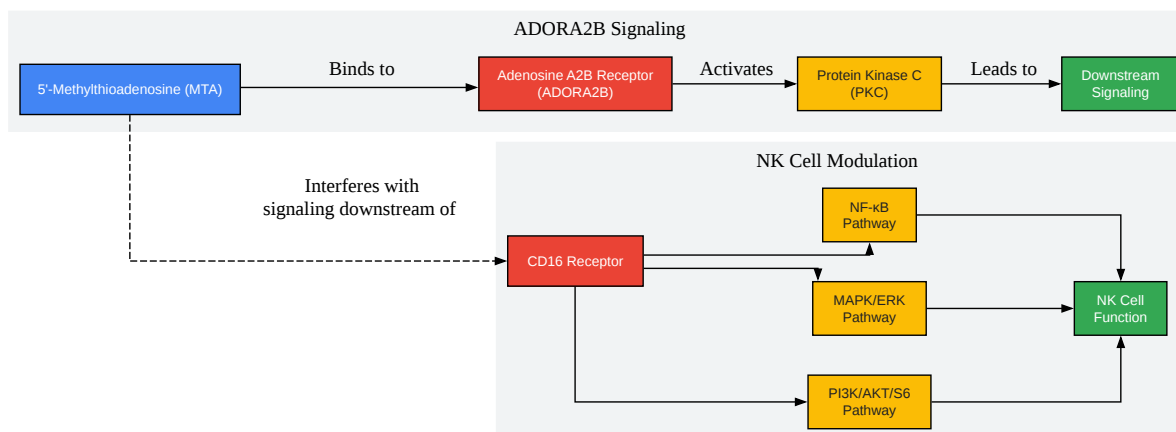 ADORA2B Signaling
5'-Methylthioadenosine (MTA)
Binds to
Adenosine A2B Receptor
(ADORA2B)
Activates
Protein Kinase C
(PKC)
Leads to
Downstream
Signaling
NK Cell Modulation
Interferes with
signaling downstream of
CD16 Receptor
NF-κB
Pathway
MAPK/ERK
Pathway
PI3K/AKT/S6
Pathway
NK Cell
Function